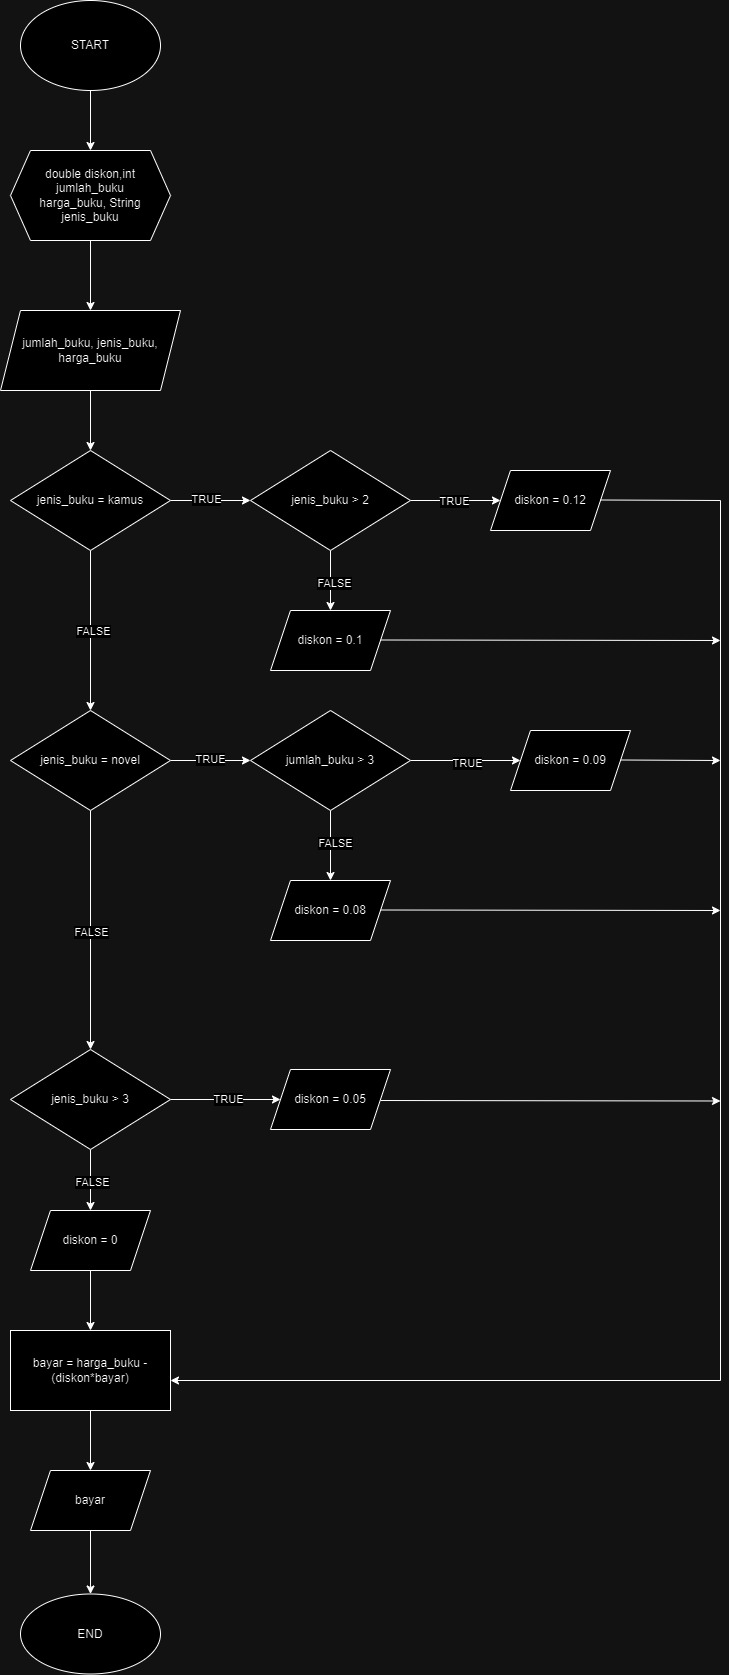 START
double diskon,int
jumlah_buku
harga_buku, String
jenis_buku
jumlah_buku, jenis_buku,
harga_buku
jenis_buku = kamus
TRUE
jenis_buku > 2
TRUE
diskon = 0.12
FALSE
diskon = 0.1
FALSE
jenis_buku = novel
TRUE
jumlah_buku > 3
TRUE
diskon = 0.09
FALSE
diskon = 0.08
FALSE
jenis_buku > 3
TRUE
diskon = 0.05
FALSE
diskon = 0
bayar = harga_buku -
(diskon*bayar)
bayar
END